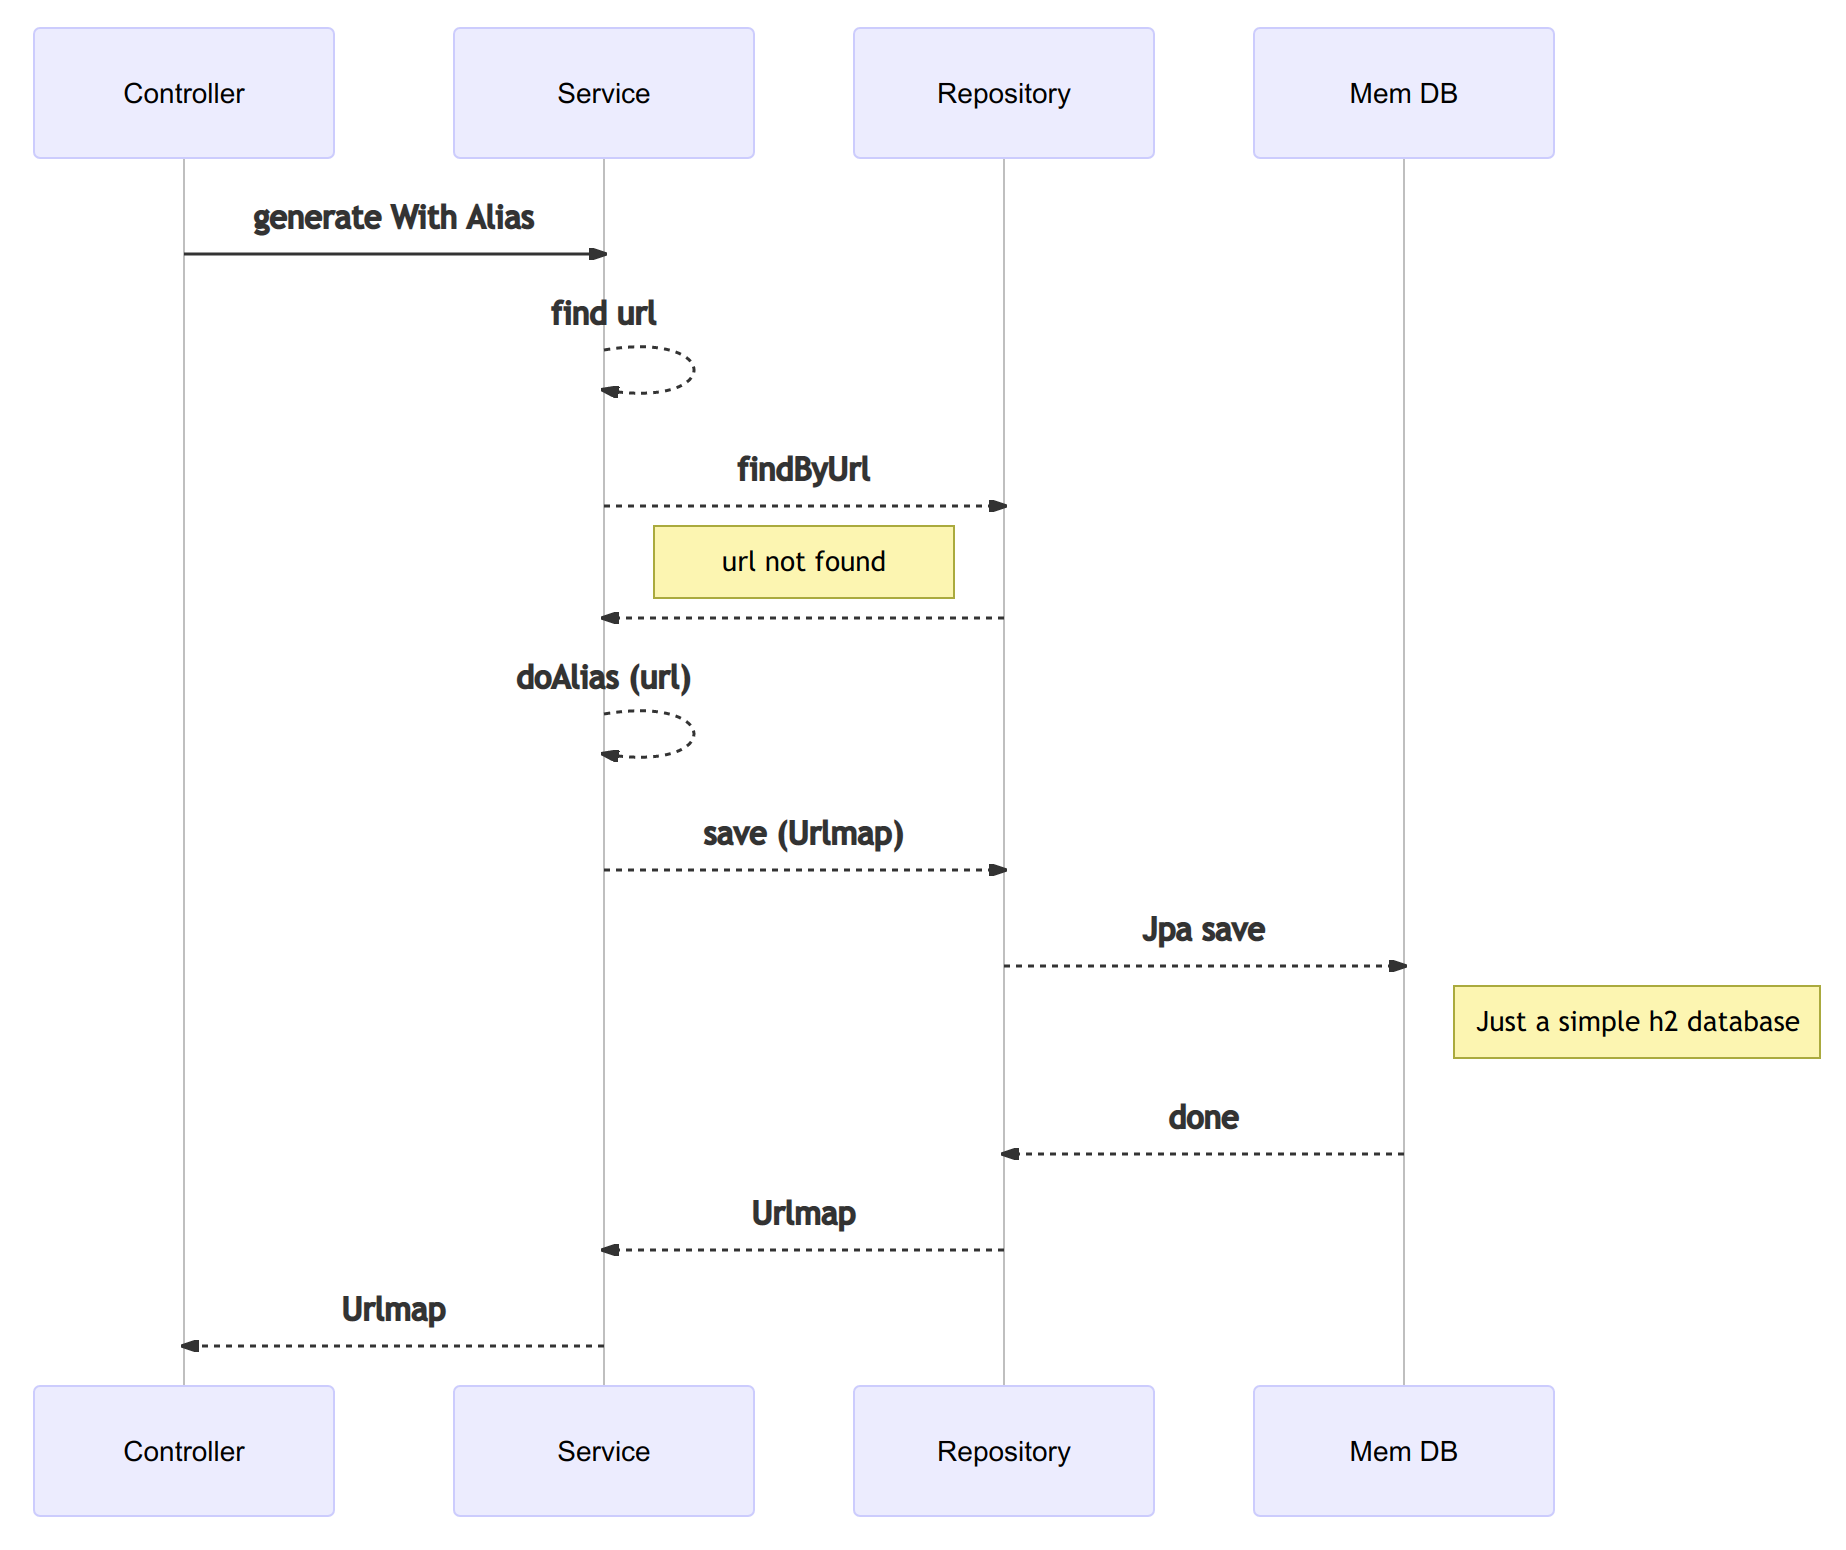 Controller
Service
Repository
Mem DB
generate With Alias
find url
findByUrl
url not found
doAlias (url)
save (Urlmap)
Jpa save
Just a simple h2 database
done
Urlmap
Urlmap
Controller
Service
Repository
Mem DB